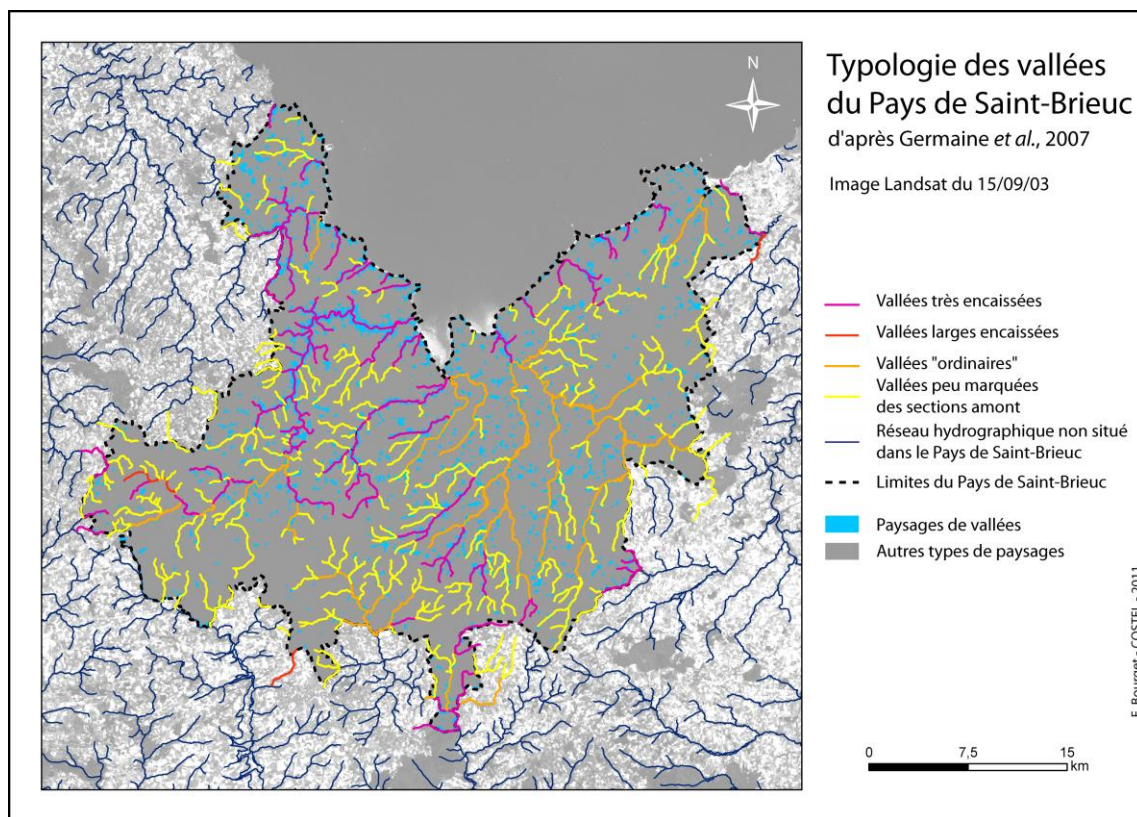 Typologie des vallées
du Pays de Saint-Brieuc
d'après Germaine et al., 2007
Image Landsat du 15/09/03
N
Vallées très encaissées
Vallées larges encaissées
Vallées "ordinaires"
Vallées peu marquées
des sections amont
Réseau hydrographique non situé
dans le Pays de Saint-Brieuc
Limites du Pays de Saint-Brieuc
Paysages de vallées
Autres types de paysages
0 7,5 15
km
E. Bourget - COSTEL - 2011